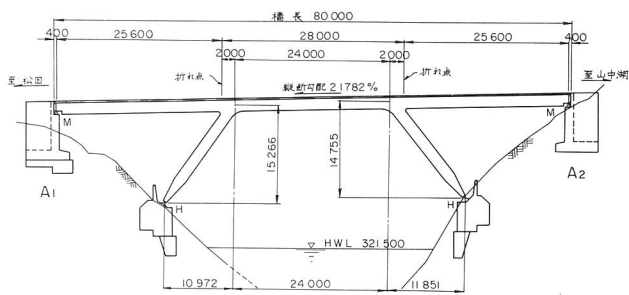 橋長 80 000
400
25 600
28 000
25 600
400
2000
24 000
2 000
折れ点
折れ点
至松田
縦断勾配 2.1782%
至山中湖
M
M
15.266
14.755
A1
A2
H
H
HWL 321.500
10 972
24 000
11 851